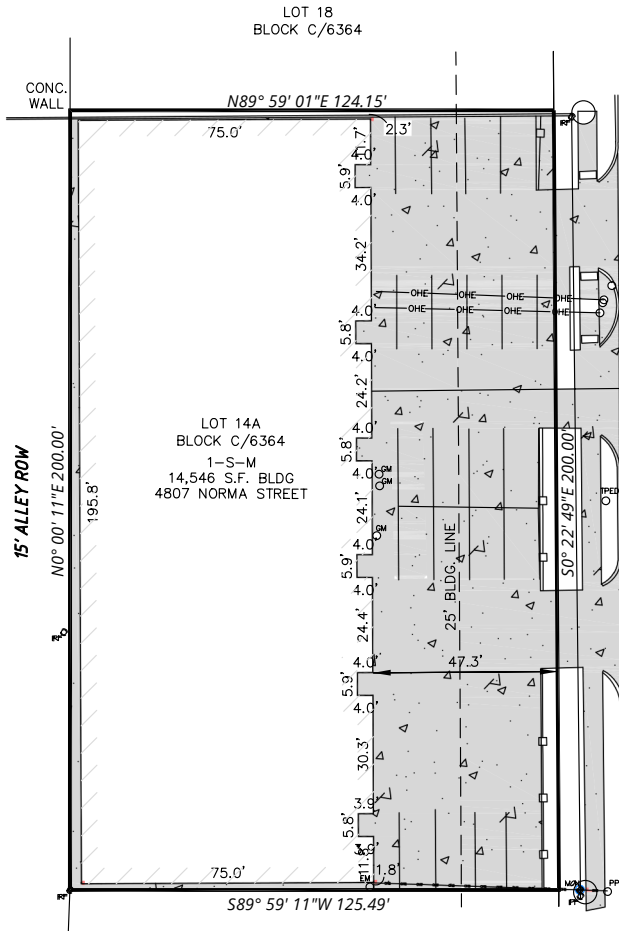 LOT 18
BLOCK C/6364
CONC.
WALL
N89° 59' 01"E 124.15'
75.0'
2.3'
4.0'
5.9'
4.0'
34.2'
OHE OHE OHE OHE
4.0'
OHE OHE OHE OHE
5.8'
4.0'
24.2'
4.0'
5.8'
LOT 14A
BLOCK C/6364
1-S-M
14,546 S.F. BLDG
4807 NORMA STREET
4.0'
GM
GM
24.1'
GM
4.0'
5.9'
4.0'
24.4'
4.0'
47.3'
5.9'
4.0'
30.3'
3.9'
5.8'
11.8'
15' ALLEY ROW
N0° 00' 11"E 200.00'
195.8'
25' BLDG. LINE
S0° 22' 49"E 200.00'
TPED
75.0'
EM
1.8'
PP
S89° 59' 11"W 125.49'